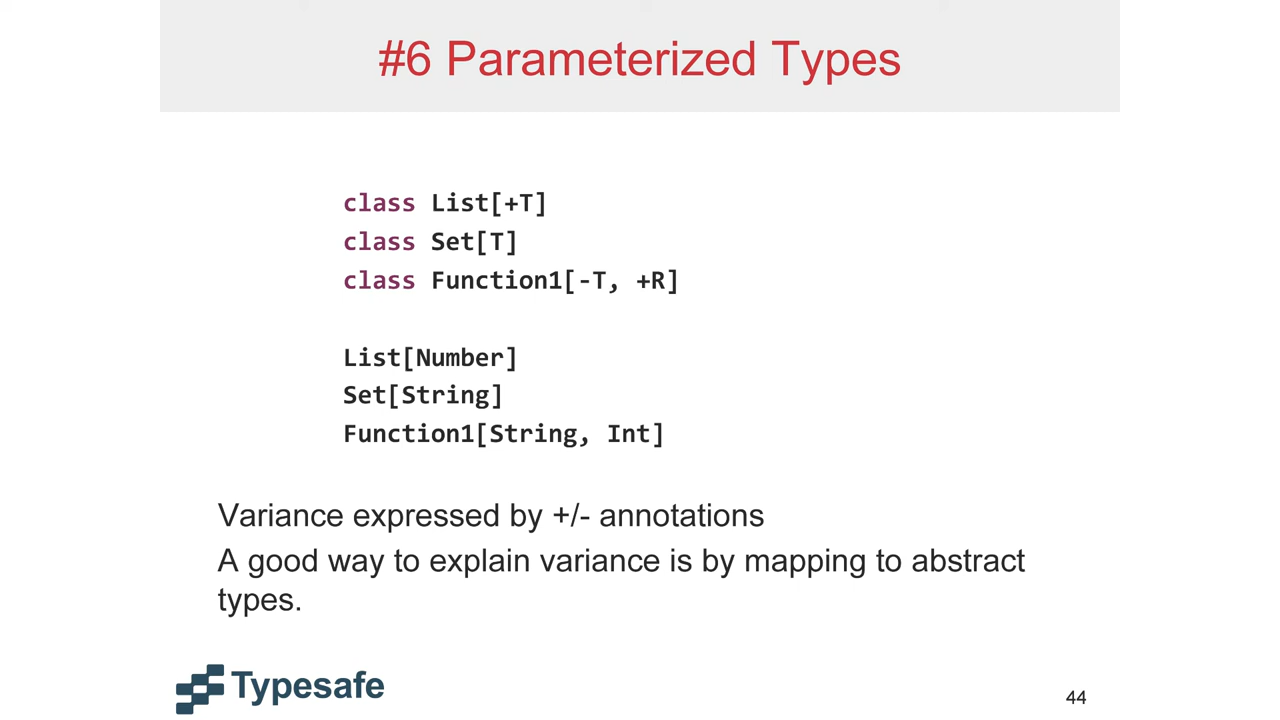 #6 Parameterized Types
class List[+T]
class Set[T]
class Function1[-T, +R]
List[Number]
Set[String]
Function1[String, Int]
Variance expressed by +/- annotations
A good way to explain variance is by mapping to abstract
types.
Typesafe
44